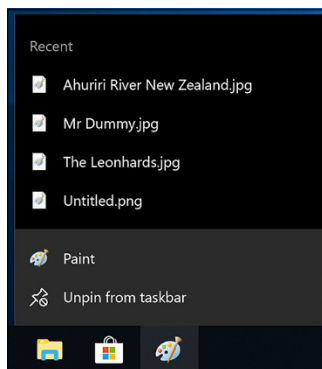 Recent
Ahuriri River New Zealand.jpg
Mr Dummy.jpg
The Leonhards.jpg
Untitled.png
Paint
Unpin from taskbar